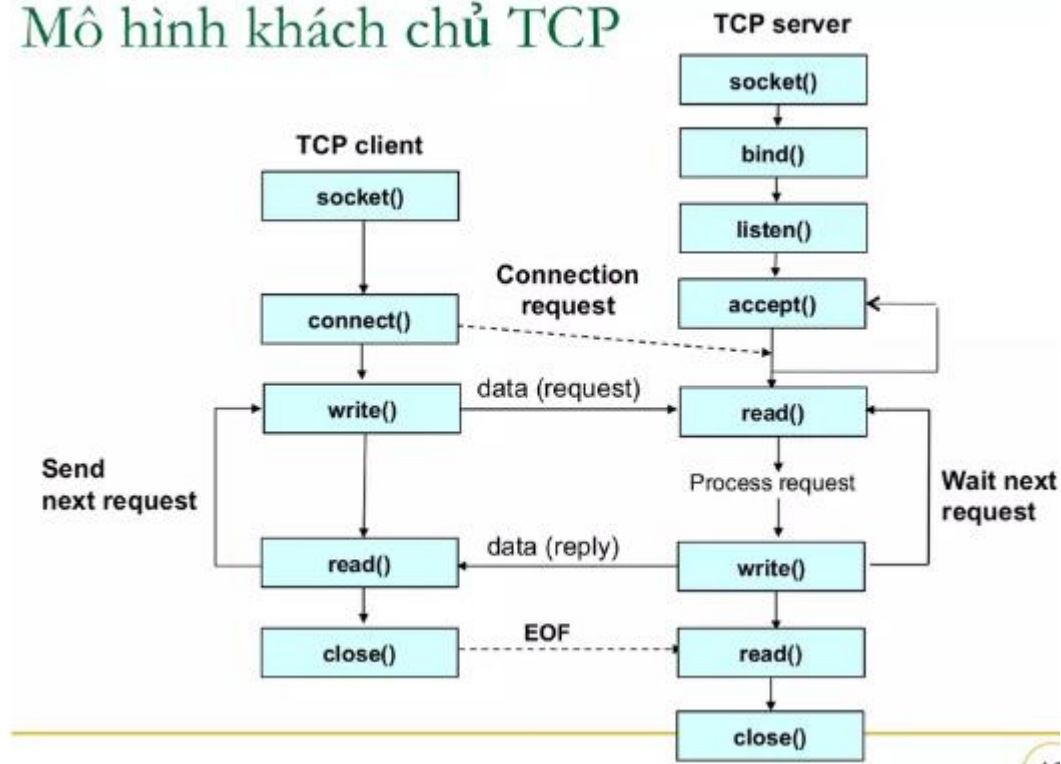 Mô hình khách chủ TCP
TCP server
socket()
bind()
TCP client
socket()
listen()
Connection
request
accept()
connect()
data (request)
write()
read()
Send
next request
Process request
Wait next
request
data (reply)
read()
write()
EOF
close()
read()
close()